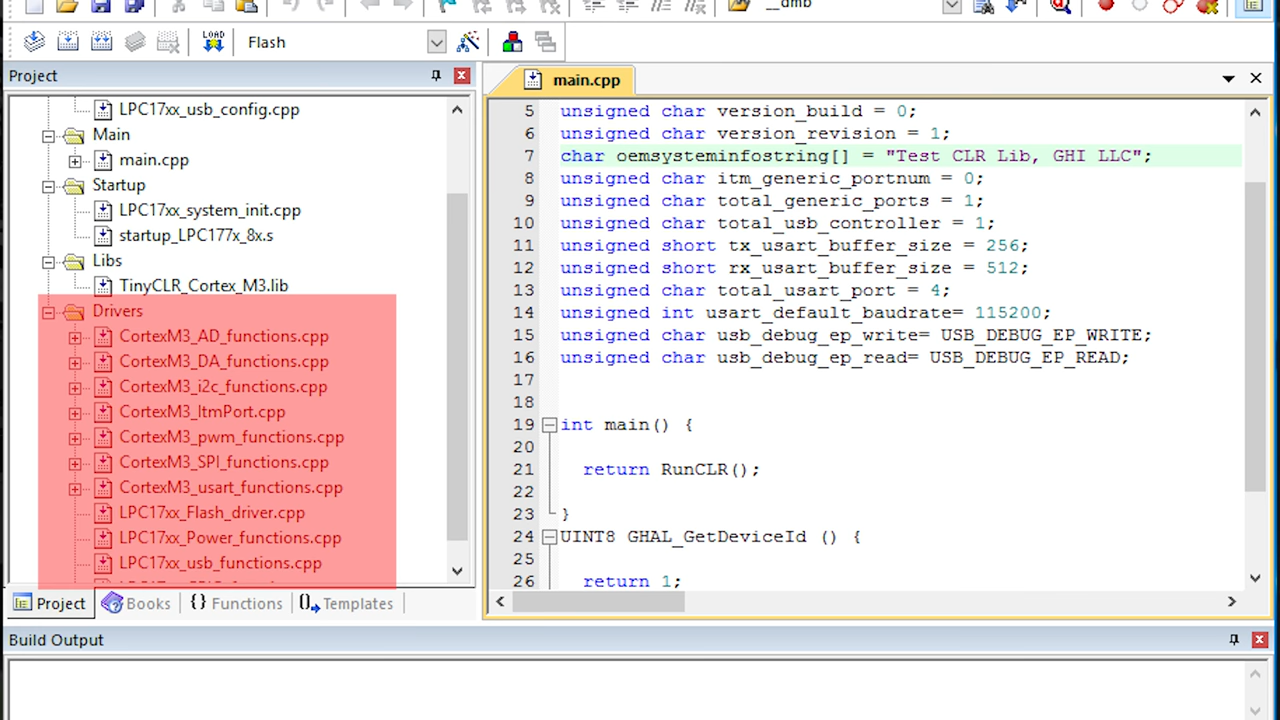 __dmb
LOAD
Flash
Project
LPC17xx_usb_config.cpp
Main
main.cpp
Startup
LPC17xx_system_init.cpp
startup_LPC177x_8x.s
Libs
TinyCLR_Cortex_M3.lib
Drivers
CortexM3_AD_functions.cpp
CortexM3_DA_functions.cpp
CortexM3_i2c_functions.cpp
CortexM3_ItmPort.cpp
CortexM3_pwm_functions.cpp
CortexM3_SPI_functions.cpp
CortexM3_usart_functions.cpp
LPC17xx_Flash_driver.cpp
LPC17xx_Power_functions.cpp
LPC17xx_usb_functions.cpp
Project Books {} Functions Templates
main.cpp
5 unsigned char version_build = 0;
6 unsigned char version_revision = 1;
7 char oemsysteminfostring[] = "Test CLR Lib, GHI LLC";
8 unsigned char itm_generic_portnum = 0;
9 unsigned char total_generic_ports = 1;
10 unsigned char total_usb_controller = 1;
11 unsigned short tx_usart_buffer_size = 256;
12 unsigned short rx_usart_buffer_size = 512;
13 unsigned char total_usart_port = 4;
14 unsigned int usart_default_baudrate= 115200;
15 unsigned char usb_debug_ep_write= USB_DEBUG_EP_WRITE;
16 unsigned char usb_debug_ep_read= USB_DEBUG_EP_READ;
17
18
19 int main() {
20
21 return RunCLR();
22
23 }
24 UINT8 GHAL_GetDeviceId () {
25
26 return 1;
Build Output